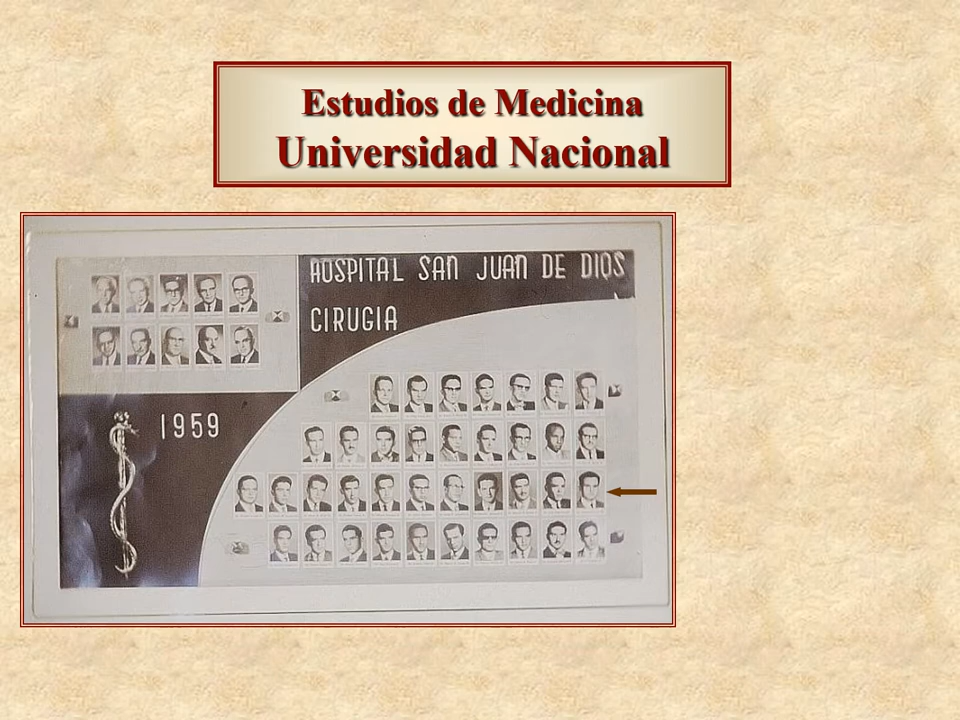 Estudios de Medicina
Universidad Nacional
HOSPITAL SAN JUAN DE DIOS
CIRUGIA
1959